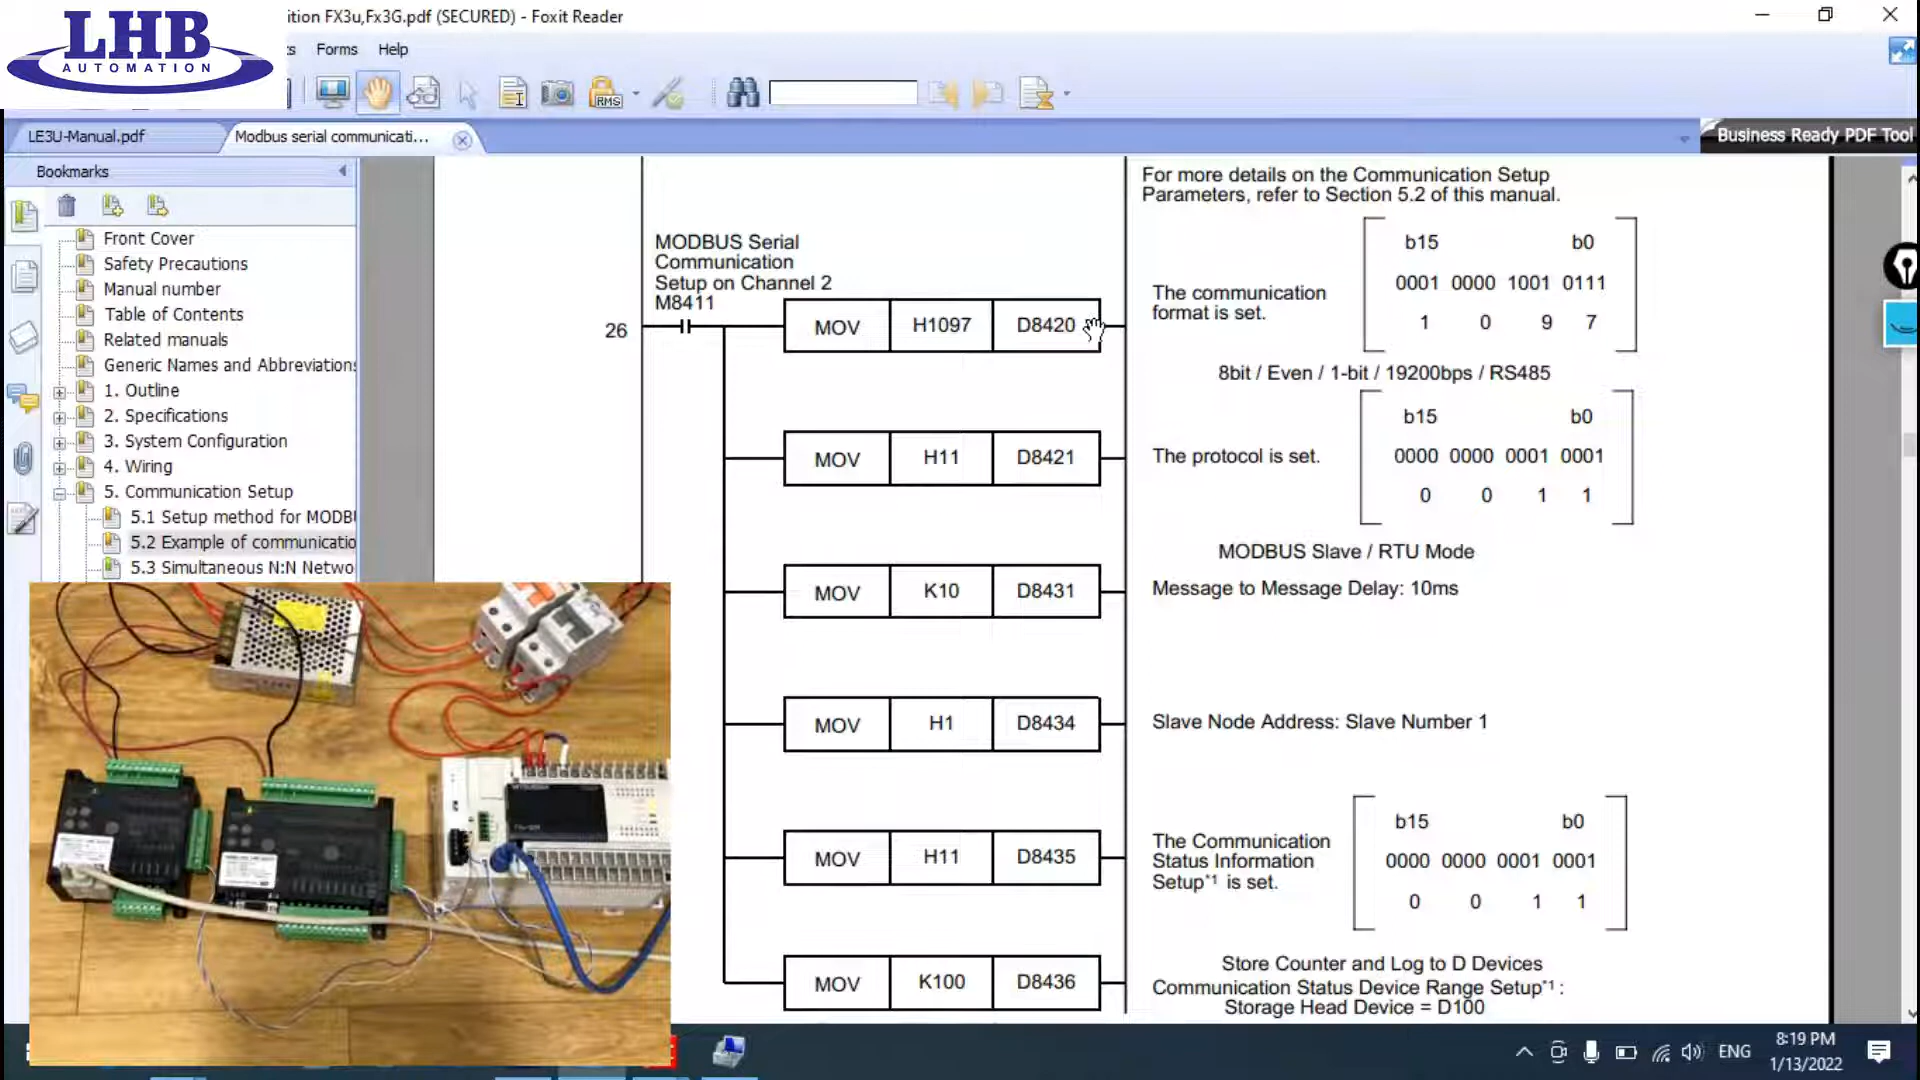 LHB
AUTOMATION
ition FX3u,Fx3G.pdf (SECURED) - Foxit Reader
ts Forms Help
RMS
LE3U-Manual.pdf
Modbus serial communicati...
Business Ready PDF Tool
Bookmarks
Front Cover
Safety Precautions
Manual number
Table of Contents
Related manuals
Generic Names and Abbreviations
1. Outline
2. Specifications
3. System Configuration
4. Wiring
5. Communication Setup
5.1 Setup method for MODBU
5.2 Example of communicatio
5.3 Simultaneous N:N Netwo
For more details on the Communication Setup
Parameters, refer to Section 5.2 of this manual.
MODBUS Serial
Communication
Setup on Channel 2
M8411
26
MOV H1097 D8420
The communication
format is set.
b15 b0
0001 0000 1001 0111
1 0 9 7
8bit / Even / 1-bit / 19200bps / RS485
MOV H11 D8421
The protocol is set.
b15 b0
0000 0000 0001 0001
0 0 1 1
MODBUS Slave / RTU Mode
MOV K10 D8431
Message to Message Delay: 10ms
MOV H1 D8434
Slave Node Address: Slave Number 1
MOV H11 D8435
The Communication
Status Information
Setup*1 is set.
b15 b0
0000 0000 0001 0001
0 0 1 1
MOV K100 D8436
Store Counter and Log to D Devices
Communication Status Device Range Setup*1 :
Storage Head Device = D100
ENG
8:19 PM
1/13/2022